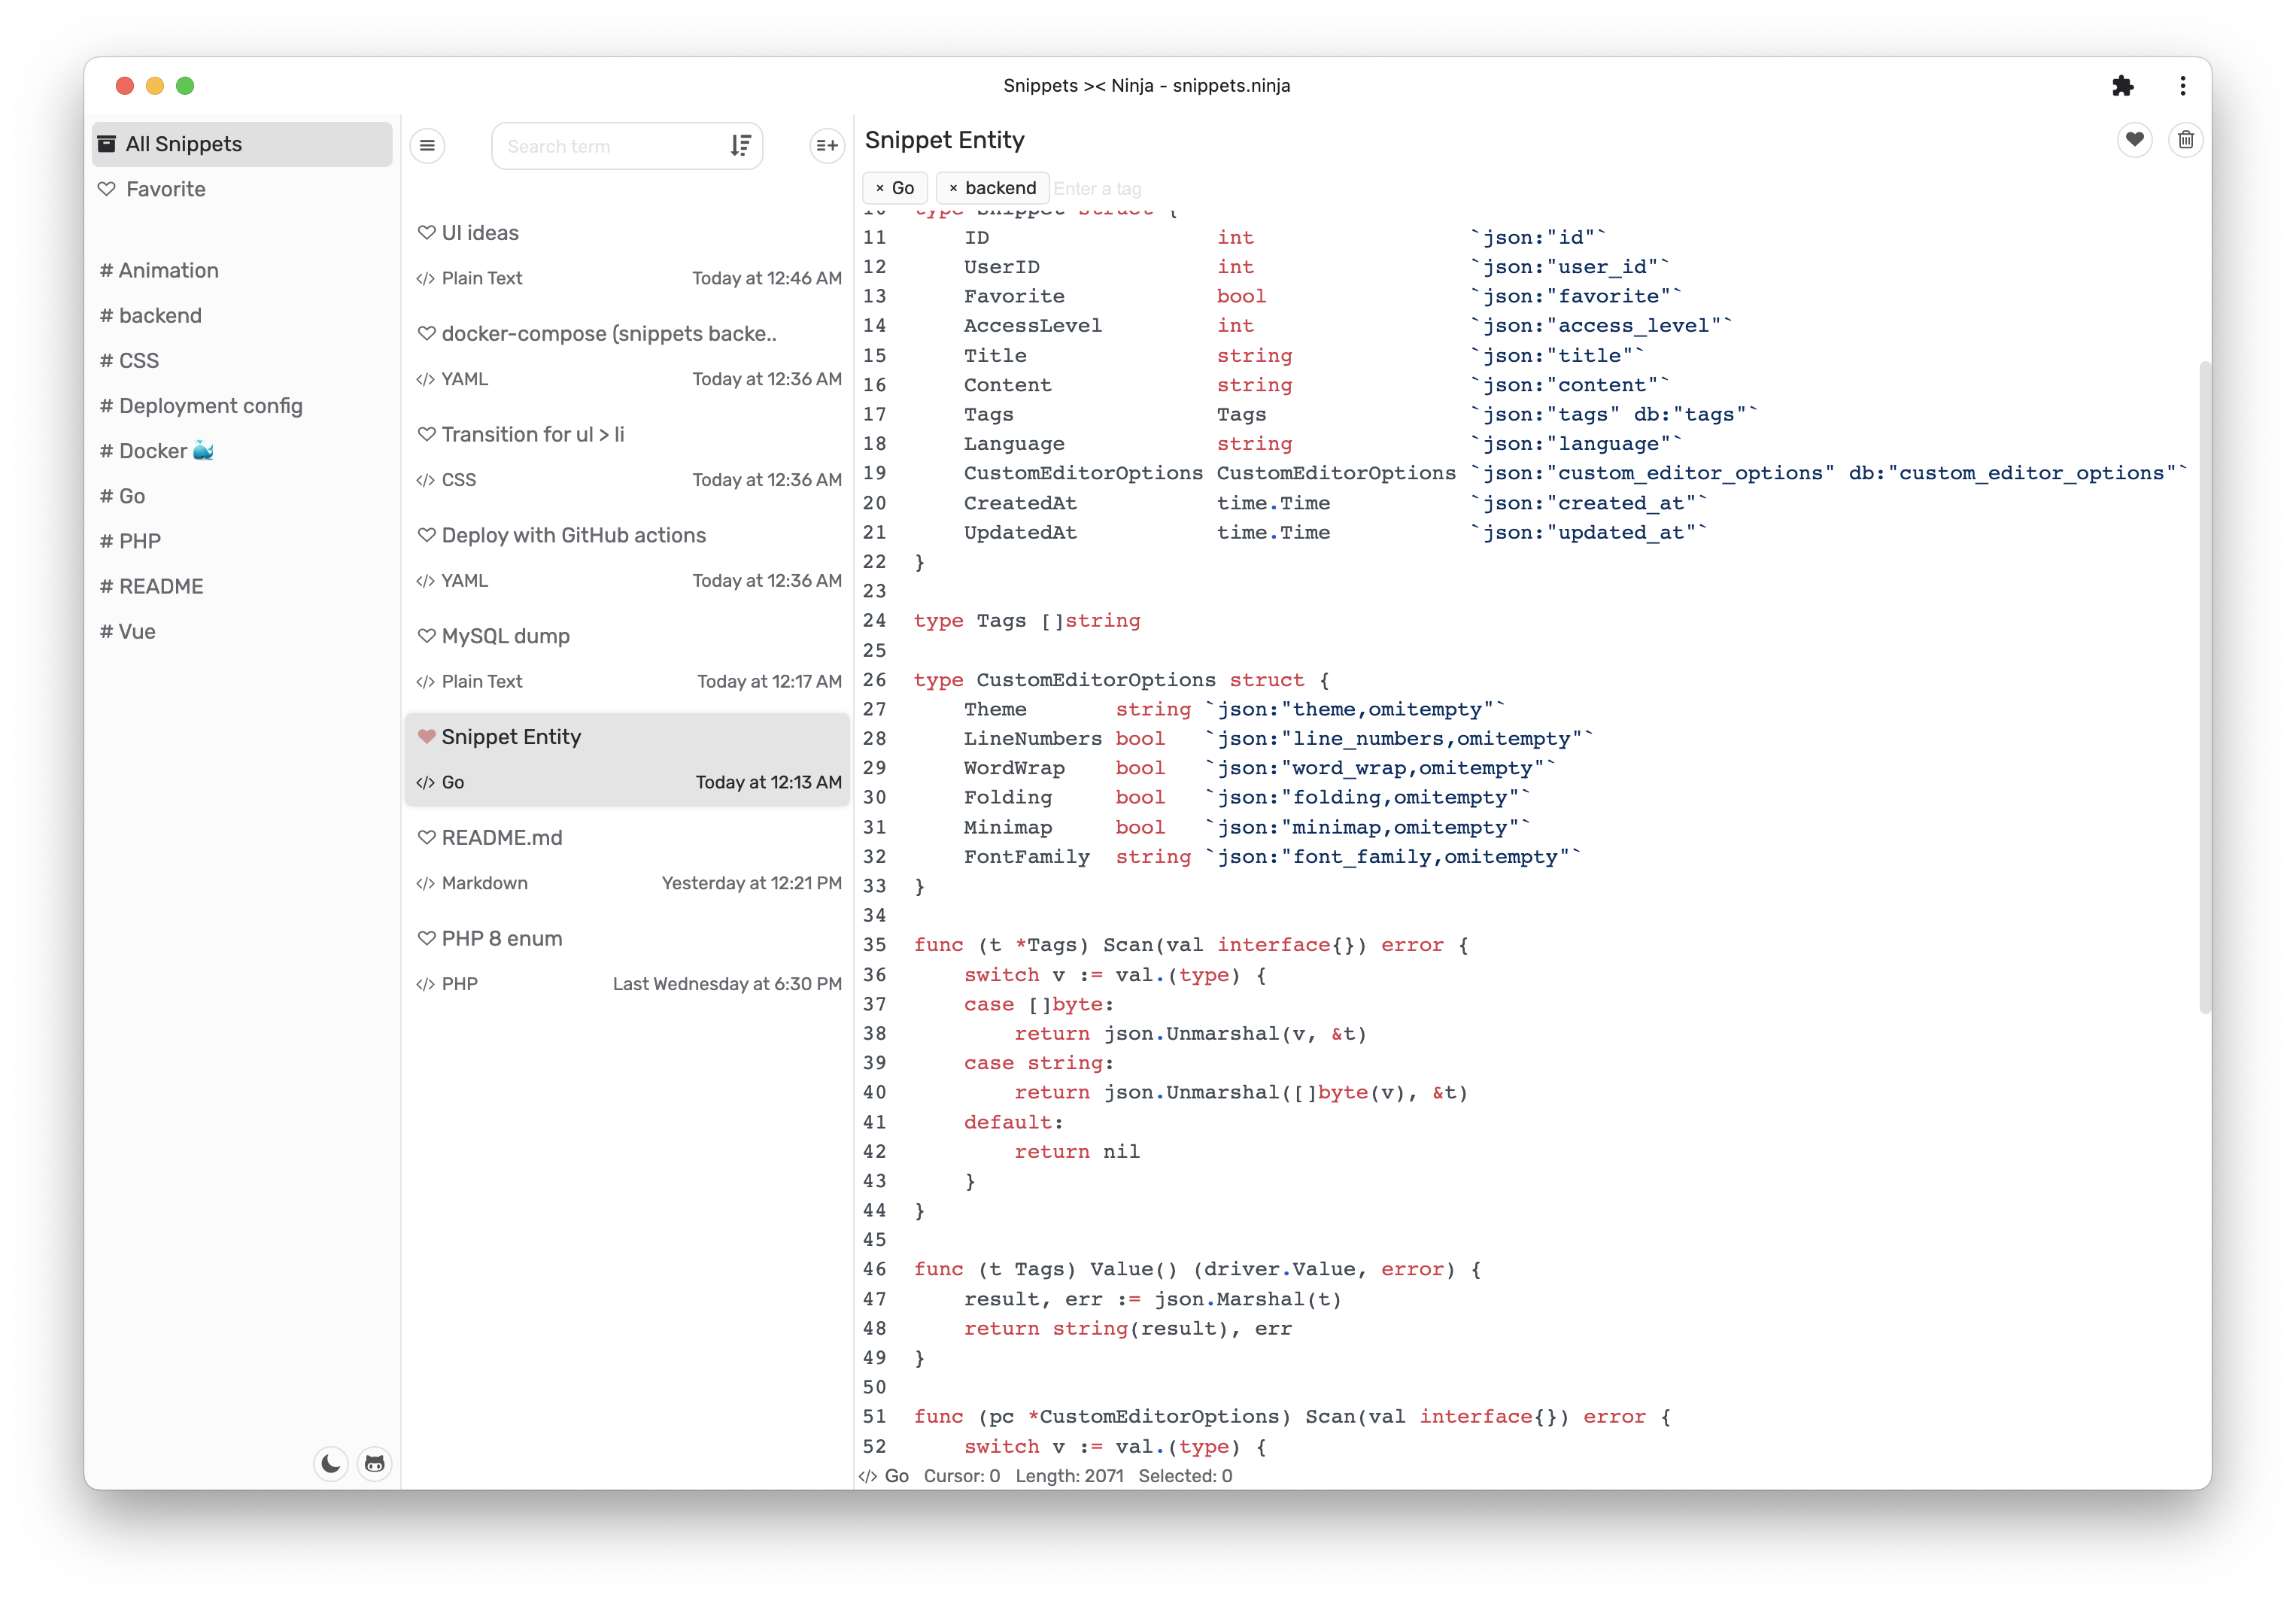 Snippets >< Ninja - snippets.ninja
All Snippets
Favorite
# Animation
# backend
# CSS
# Deployment config
# Docker 🐳
# Go
# PHP
# README
# Vue
Search term
UI ideas
</> Plain Text Today at 12:46 AM
docker-compose (snippets backe..
</> YAML Today at 12:36 AM
Transition for ul > li
</> CSS Today at 12:36 AM
Deploy with GitHub actions
</> YAML Today at 12:36 AM
MySQL dump
</> Plain Text Today at 12:17 AM
Snippet Entity
</> Go Today at 12:13 AM
README.md
</> Markdown Yesterday at 12:21 PM
PHP 8 enum
</> PHP Last Wednesday at 6:30 PM
Snippet Entity
× Go × backend Enter a tag
10 type Snippet struct {
11     ID                  int                 `json:"id"`
12     UserID              int                 `json:"user_id"`
13     Favorite            bool                `json:"favorite"`
14     AccessLevel         int                 `json:"access_level"`
15     Title               string              `json:"title"`
16     Content             string              `json:"content"`
17     Tags                Tags                `json:"tags" db:"tags"`
18     Language            string              `json:"language"`
19     CustomEditorOptions CustomEditorOptions `json:"custom_editor_options" db:"custom_editor_options"`
20     CreatedAt           time.Time           `json:"created_at"`
21     UpdatedAt           time.Time           `json:"updated_at"`
22 }
23
24 type Tags []string
25
26 type CustomEditorOptions struct {
27     Theme       string `json:"theme,omitempty"`
28     LineNumbers bool   `json:"line_numbers,omitempty"`
29     WordWrap    bool   `json:"word_wrap,omitempty"`
30     Folding     bool   `json:"folding,omitempty"`
31     Minimap     bool   `json:"minimap,omitempty"`
32     FontFamily  string `json:"font_family,omitempty"`
33 }
34
35 func (t *Tags) Scan(val interface{}) error {
36     switch v := val.(type) {
37     case []byte:
38         return json.Unmarshal(v, &t)
39     case string:
40         return json.Unmarshal([]byte(v), &t)
41     default:
42         return nil
43     }
44 }
45
46 func (t Tags) Value() (driver.Value, error) {
47     result, err := json.Marshal(t)
48     return string(result), err
49 }
50
51 func (pc *CustomEditorOptions) Scan(val interface{}) error {
52     switch v := val.(type) {
</> Go Cursor: 0 Length: 2071 Selected: 0